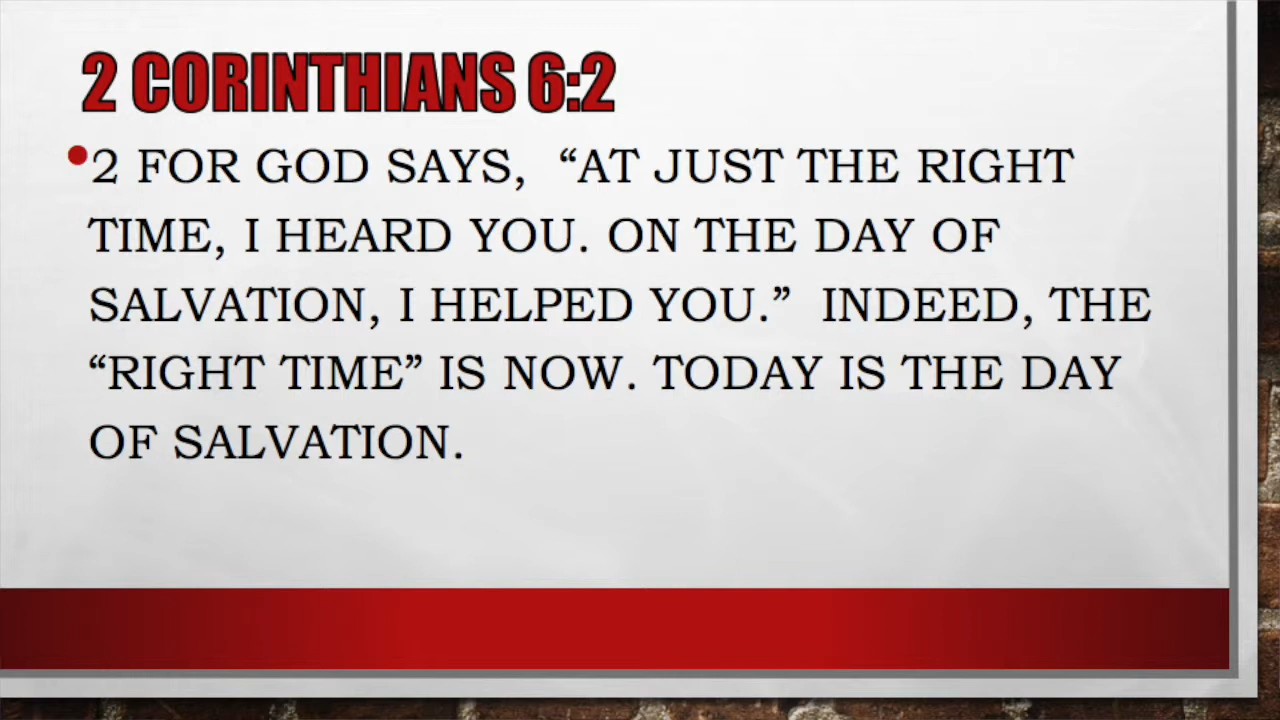 2 CORINTHIANS 6:2
•2 FOR GOD SAYS, “AT JUST THE RIGHT
TIME, I HEARD YOU. ON THE DAY OF
SALVATION, I HELPED YOU.” INDEED, THE
“RIGHT TIME” IS NOW. TODAY IS THE DAY
OF SALVATION.